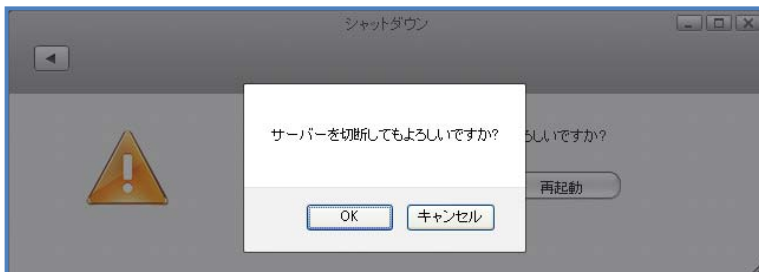 シャットダウン
サーバーを切断してもよろしいですか?
ろしいですか?
再起動
OK キャンセル